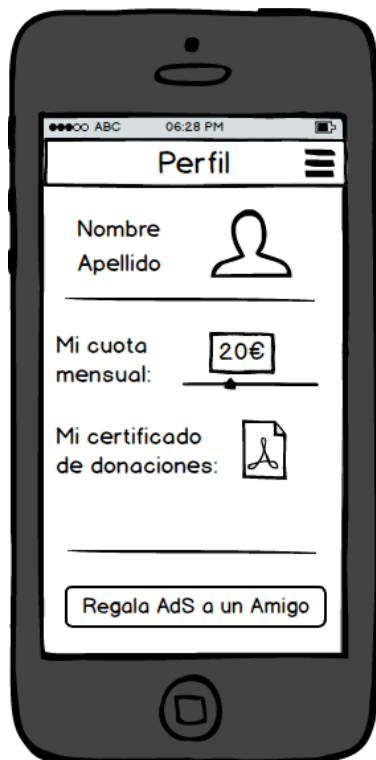 ABC 06:28 PM
Perfil
Nombre
Apellido
Mi cuota
mensual:
20€
Mi certificado
de donaciones:
Regala AdS a un Amigo